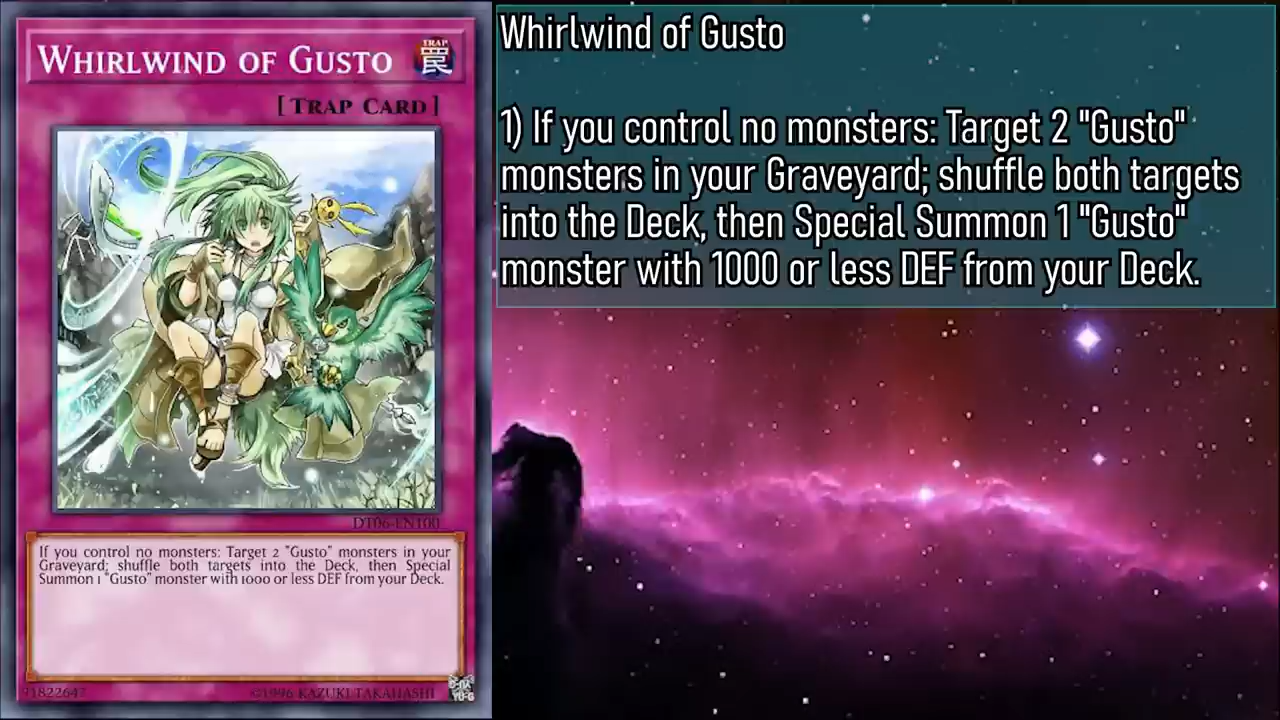 WHIRLWIND OF GUSTO
TRAP
罠
[ TRAP CARD ]
DT06-EN100
If you control no monsters: Target 2 "Gusto" monsters in your
Graveyard; shuffle both targets into the Deck, then Special
Summon 1 "Gusto" monster with 1000 or less DEF from your Deck.
91822647
©1996 KAZUKI TAKAHASHI
Whirlwind of Gusto
1) If you control no monsters: Target 2 "Gusto"
monsters in your Graveyard; shuffle both targets
into the Deck, then Special Summon 1 "Gusto"
monster with 1000 or less DEF from your Deck.